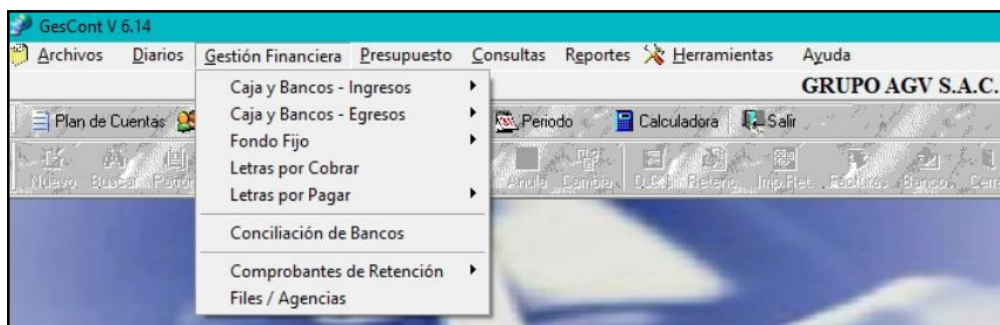 GesCont V 6.14
Archivos Diarios Gestión Financiera Presupuesto Consultas Reportes Herramientas Ayuda
GRUPO AGV S.A.C.
Plan de Cuentas Periodo Calculadora Salir
Nuevo Buscar Anula Cambia Retenc Imp.Ret Facturas Bancos
Caja y Bancos - Ingresos
Caja y Bancos - Egresos
Fondo Fijo
Letras por Cobrar
Letras por Pagar
Conciliación de Bancos
Comprobantes de Retención
Files / Agencias